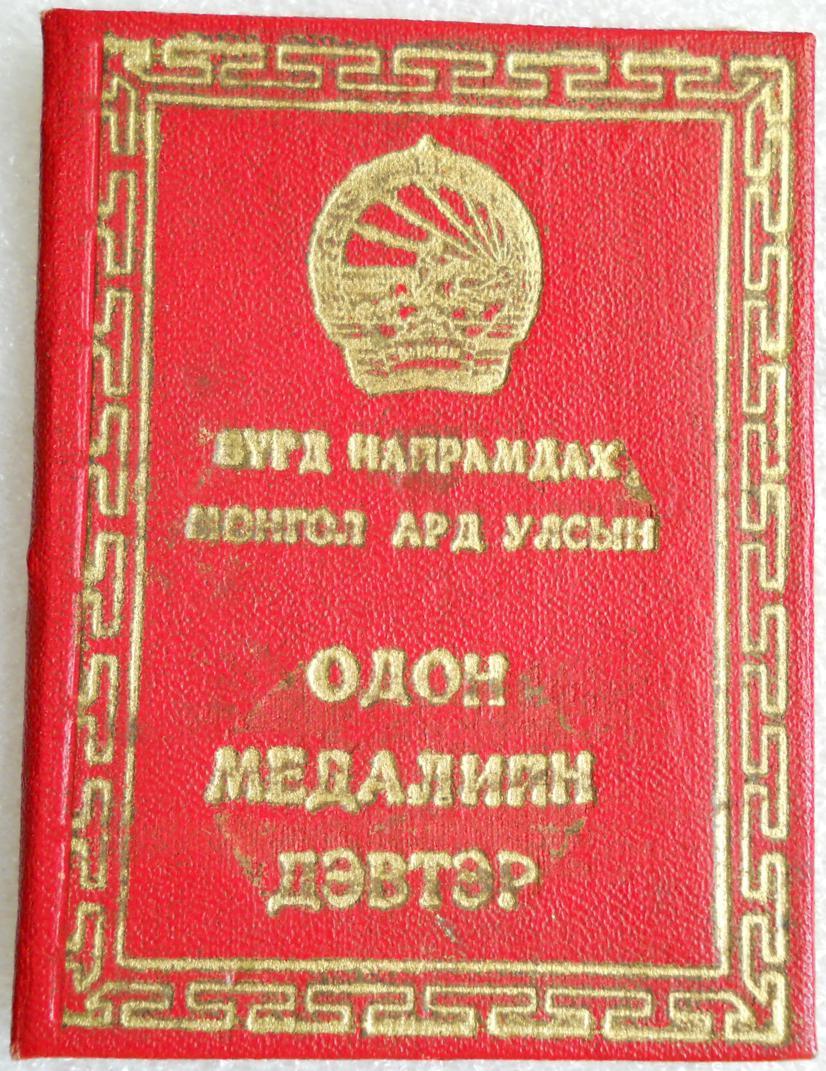 БҮГД НАЙРАМДАХ
МОНГОЛ АРД УЛСЫН
ОДОН
МЕДАЛИЙН
ДЭВТЭР